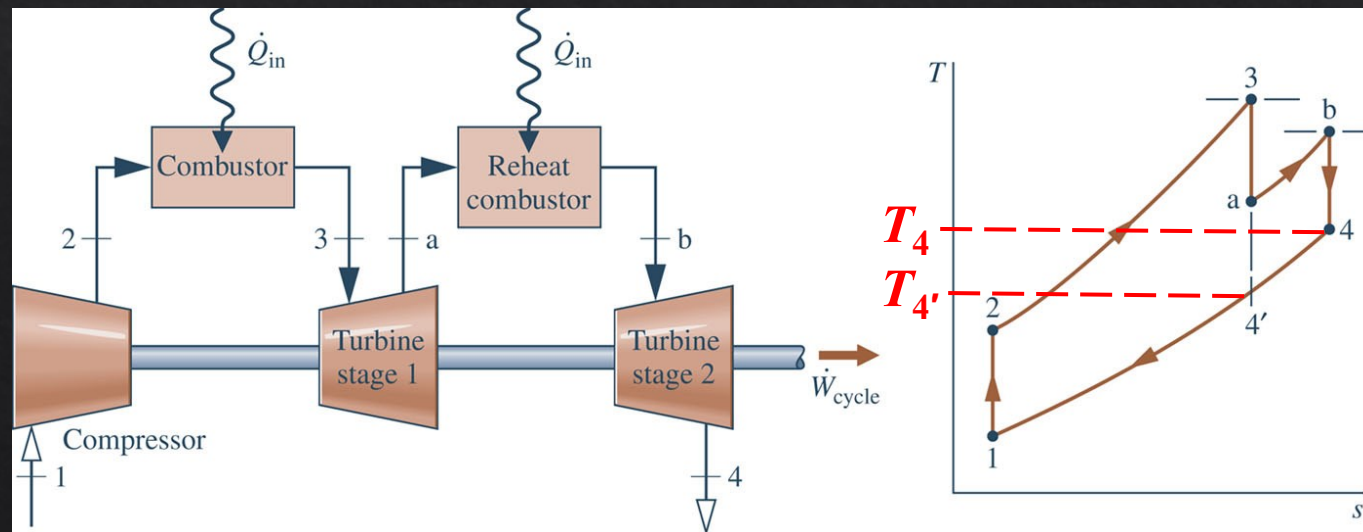 Q̇in
Q̇in
Combustor
Reheat
combustor
2
3
a
b
Turbine
stage 1
Turbine
stage 2
Ẇcycle
Compressor
1
4
T
3
b
a
T4
4
T4′
2
4′
1
s